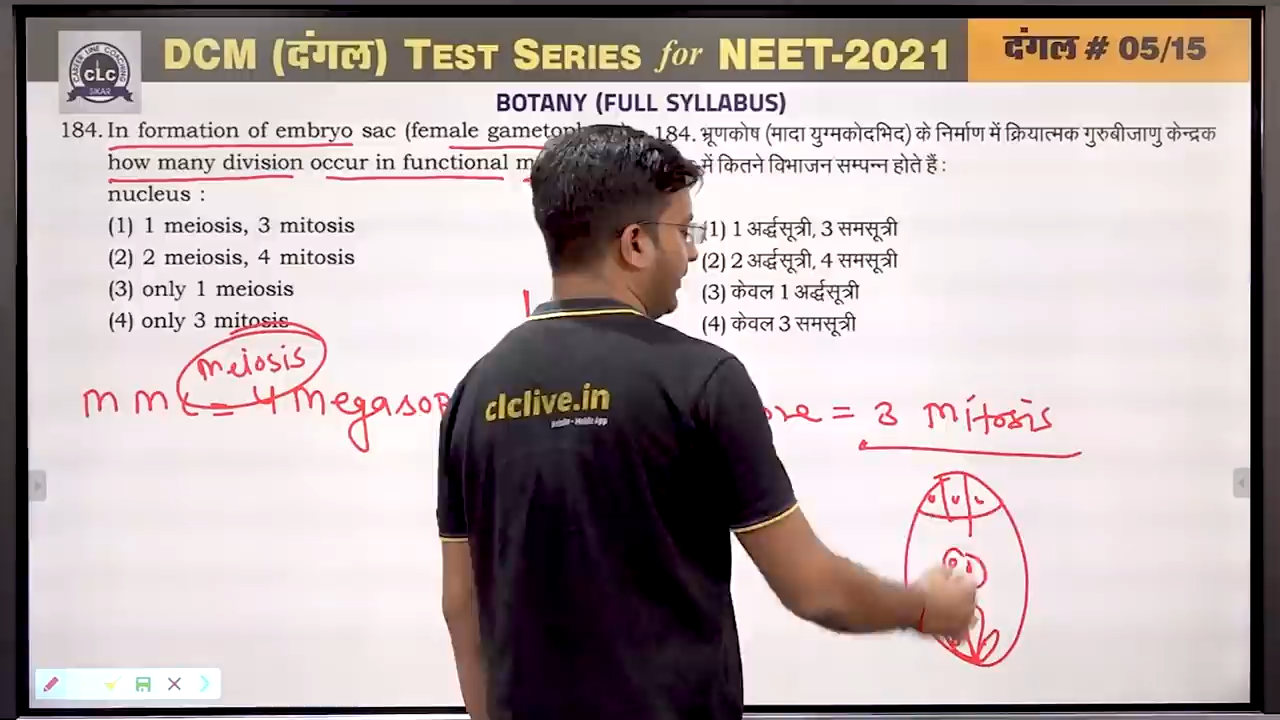 DCM (दंगल) TEST SERIES for NEET-2021
दंगल # 05/15
CAREER LINE COACHING
CLC
SIKAR
BOTANY (FULL SYLLABUS)
184. In formation of embryo sac (female
how many division occur in functional
nucleus :
(1) 1 meiosis, 3 mitosis
(2) 2 meiosis, 4 mitosis
(3) only 1 meiosis
(4) only 3 mitosis
184. भ्रूणकोष (मादा युग्मकोदभिद) के निर्माण में क्रियात्मक गुरुबीजाणु केन्द्रक
में कितने विभाजन सम्पन्न होते हैं :
(1) 1 अर्द्धसूत्री, 3 समसूत्री
(2) 2 अर्द्धसूत्री, 4 समसूत्री
(3) केवल 1 अर्द्धसूत्री
(4) केवल 3 समसूत्री
meiosis
= 4 = 3 mitosis
clclive.in